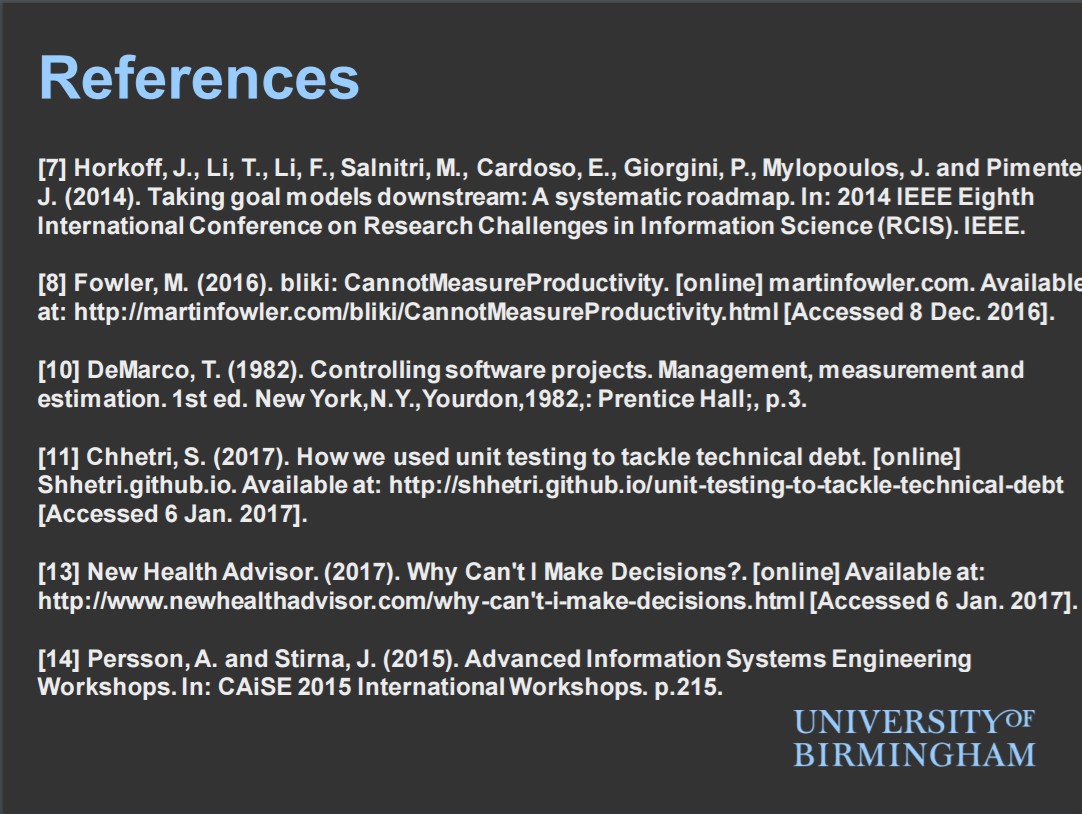 References
[7] Horkoff, J., Li, T., Li, F., Salnitri, M., Cardoso, E., Giorgini, P., Mylopoulos, J. and Pimente
J. (2014). Taking goal models downstream: A systematic roadmap. In: 2014 IEEE Eighth
International Conference on Research Challenges in Information Science (RCIS). IEEE.
[8] Fowler, M. (2016). bliki: CannotMeasureProductivity. [online] martinfowler.com. Available
at: http://martinfowler.com/bliki/CannotMeasureProductivity.html [Accessed 8 Dec. 2016].
[10] DeMarco, T. (1982). Controlling software projects. Management, measurement and
estimation. 1st ed. New York,N.Y.,Yourdon,1982,: Prentice Hall;, p.3.
[11] Chhetri, S. (2017). How we used unit testing to tackle technical debt. [online]
Shhetri.github.io. Available at: http://shhetri.github.io/unit-testing-to-tackle-technical-debt
[Accessed 6 Jan. 2017].
[13] New Health Advisor. (2017). Why Can't I Make Decisions?. [online] Available at:
http://www.newhealthadvisor.com/why-can't-i-make-decisions.html [Accessed 6 Jan. 2017].
[14] Persson, A. and Stirna, J. (2015). Advanced Information Systems Engineering
Workshops. In: CAiSE 2015 International Workshops. p.215.
UNIVERSITY OF
BIRMINGHAM